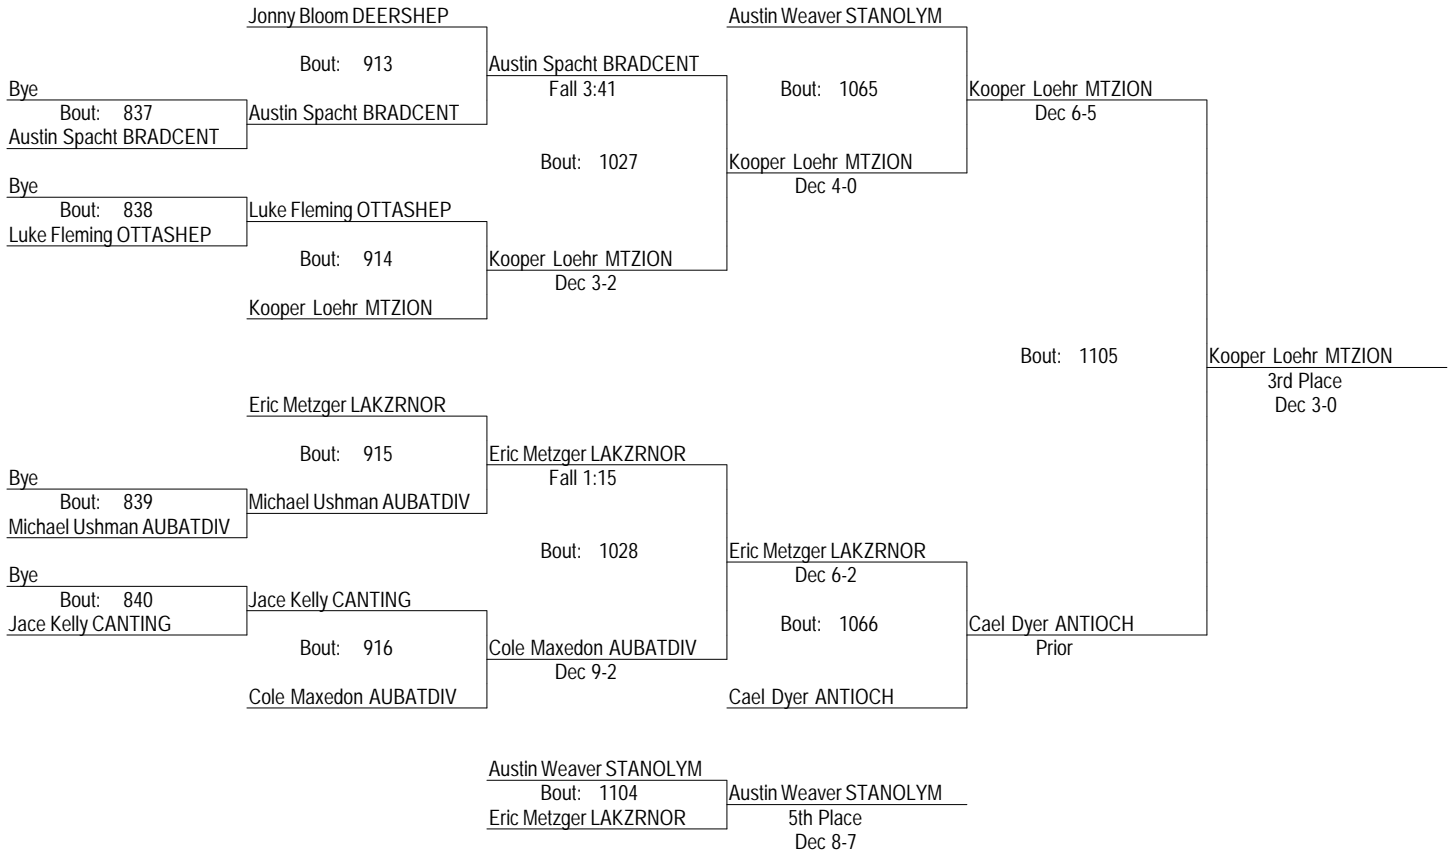 Jonny Bloom DEERSHEP
Austin Weaver STANOLYM
Bout: 913
Austin Spacht BRADCENT
Fall 3:41
Bye
Bout: 837
Austin Spacht BRADCENT
Austin Spacht BRADCENT
Bout: 1065
Kooper Loehr MTZION
Dec 6-5
Bout: 1027
Kooper Loehr MTZION
Dec 4-0
Bye
Bout: 838
Luke Fleming OTTASHEP
Luke Fleming OTTASHEP
Bout: 914
Kooper Loehr MTZION
Dec 3-2
Kooper Loehr MTZION
Bout: 1105
Kooper Loehr MTZION
3rd Place
Dec 3-0
Eric Metzger LAKZRNOR
Bout: 915
Eric Metzger LAKZRNOR
Fall 1:15
Bye
Bout: 839
Michael Ushman AUBATDIV
Michael Ushman AUBATDIV
Bout: 1028
Eric Metzger LAKZRNOR
Dec 6-2
Bye
Bout: 840
Jace Kelly CANTING
Jace Kelly CANTING
Bout: 1066
Cael Dyer ANTIOCH
Prior
Bout: 916
Cole Maxedon AUBATDIV
Dec 9-2
Cole Maxedon AUBATDIV
Cael Dyer ANTIOCH
Austin Weaver STANOLYM
Bout: 1104
Eric Metzger LAKZRNOR
Austin Weaver STANOLYM
5th Place
Dec 8-7